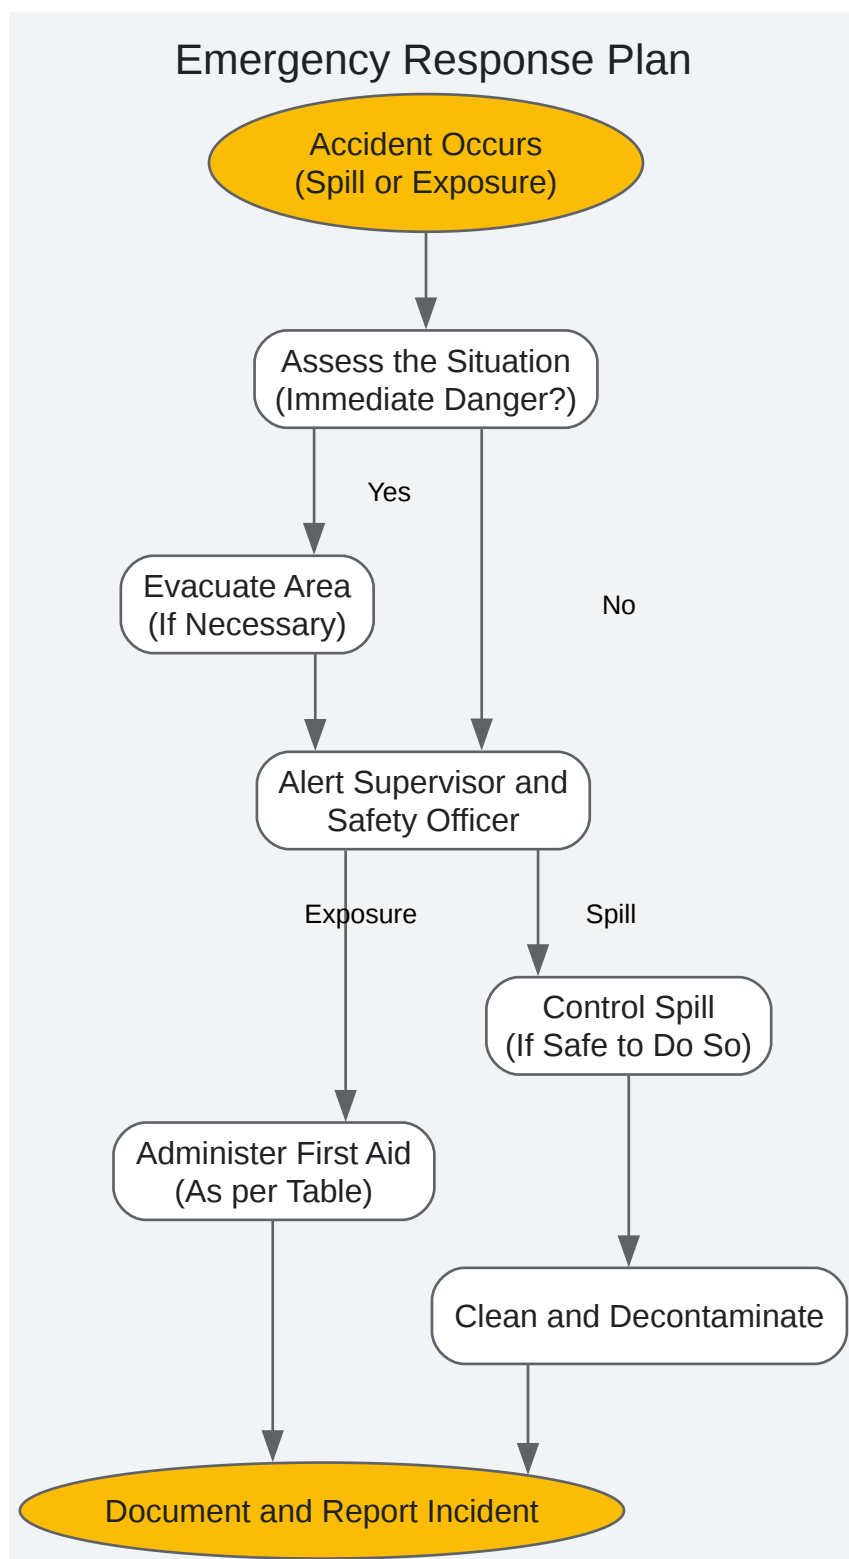 Emergency Response Plan
Accident Occurs
(Spill or Exposure)
Assess the Situation
(Immediate Danger?)
Yes
Evacuate Area
(If Necessary)
No
Alert Supervisor and
Safety Officer
Exposure
Spill
Control Spill
(If Safe to Do So)
Administer First Aid
(As per Table)
Clean and Decontaminate
Document and Report Incident